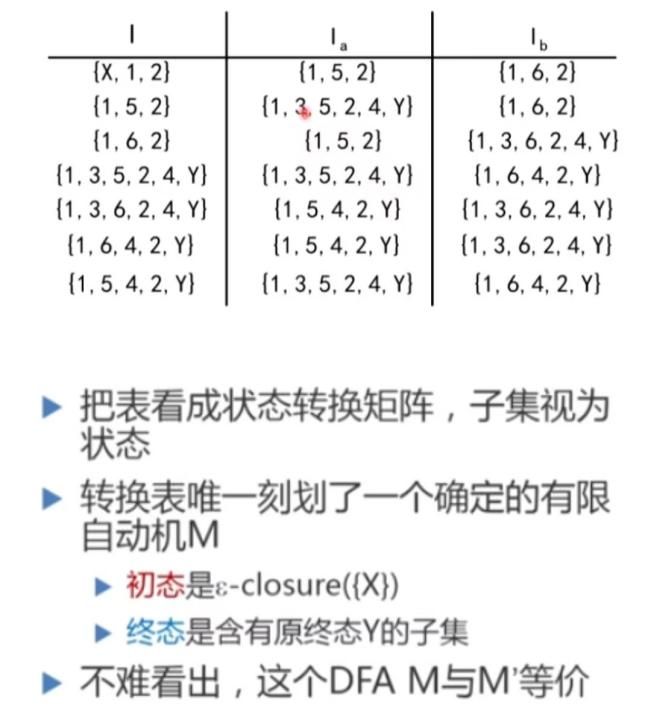 I Iₐ I_b
{X, 1, 2} {1, 5, 2} {1, 6, 2}
{1, 5, 2} {1, 3, 5, 2, 4, Y} {1, 6, 2}
{1, 6, 2} {1, 5, 2} {1, 3, 6, 2, 4, Y}
{1, 3, 5, 2, 4, Y} {1, 3, 5, 2, 4, Y} {1, 6, 4, 2, Y}
{1, 3, 6, 2, 4, Y} {1, 5, 4, 2, Y} {1, 3, 6, 2, 4, Y}
{1, 6, 4, 2, Y} {1, 5, 4, 2, Y} {1, 3, 6, 2, 4, Y}
{1, 5, 4, 2, Y} {1, 3, 5, 2, 4, Y} {1, 6, 4, 2, Y}
把表看成状态转换矩阵，子集视为
状态
转换表唯一刻划了一个确定的有限
自动机M
初态是ε-closure({X})
终态是含有原终态Y的子集
不难看出，这个DFA M与M'等价